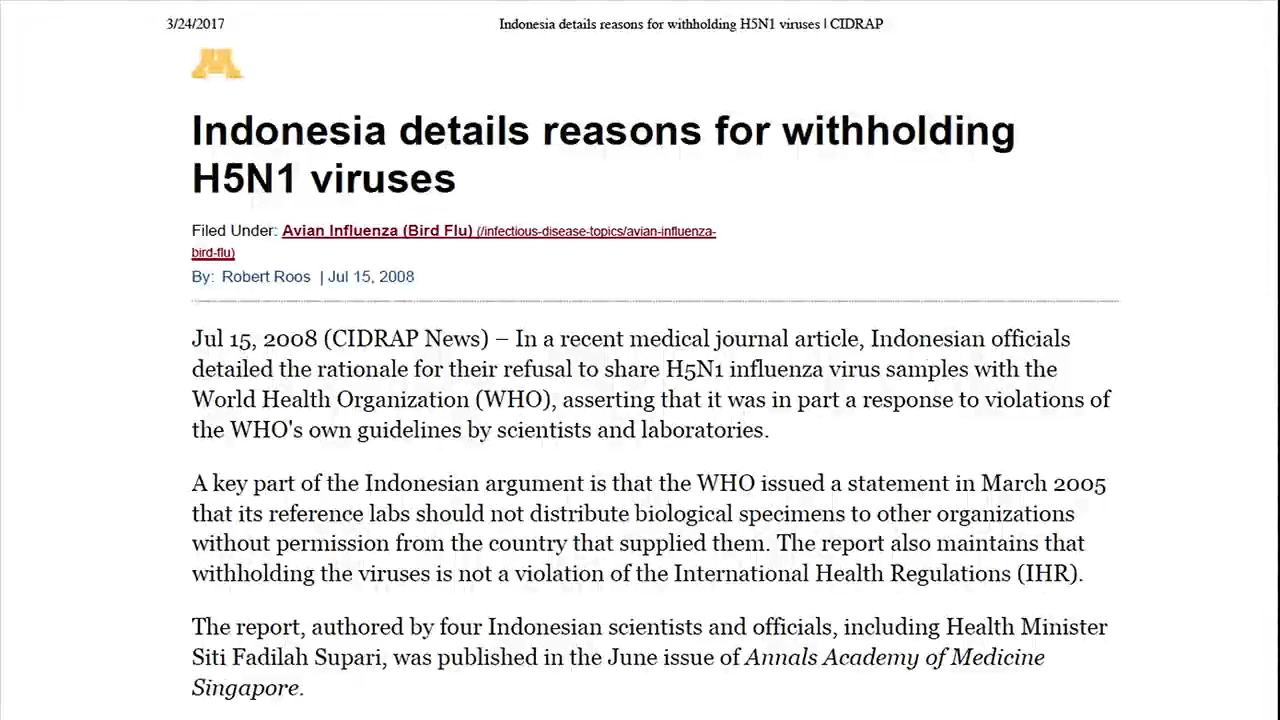 3/24/2017
Indonesia details reasons for withholding H5N1 viruses | CIDRAP
M
Indonesia details reasons for withholding
H5N1 viruses
Filed Under: Avian Influenza (Bird Flu) (/infectious-disease-topics/avian-influenza-
bird-flu)
By: Robert Roos | Jul 15, 2008
Jul 15, 2008 (CIDRAP News) – In a recent medical journal article, Indonesian officials
detailed the rationale for their refusal to share H5N1 influenza virus samples with the
World Health Organization (WHO), asserting that it was in part a response to violations of
the WHO's own guidelines by scientists and laboratories.
A key part of the Indonesian argument is that the WHO issued a statement in March 2005
that its reference labs should not distribute biological specimens to other organizations
without permission from the country that supplied them. The report also maintains that
withholding the viruses is not a violation of the International Health Regulations (IHR).
The report, authored by four Indonesian scientists and officials, including Health Minister
Siti Fadilah Supari, was published in the June issue of Annals Academy of Medicine
Singapore.